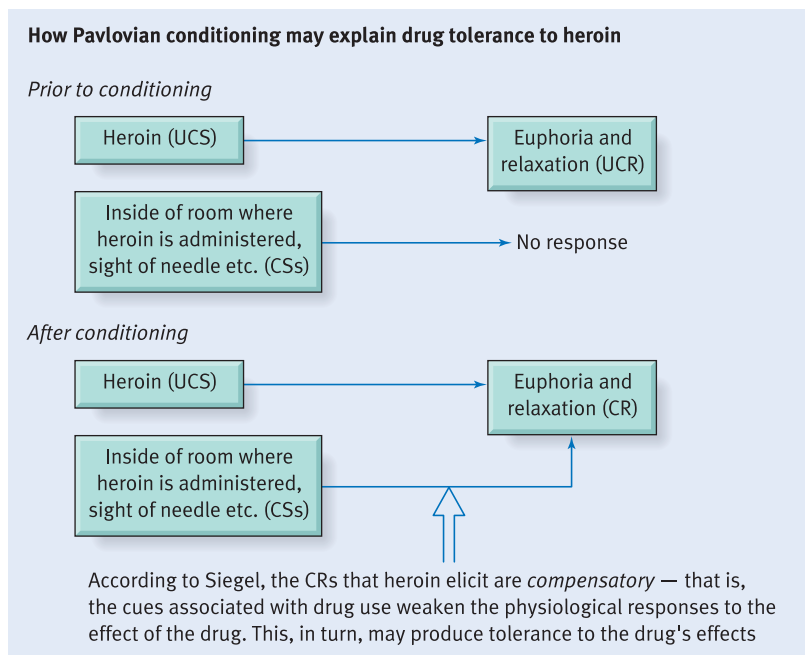 How Pavlovian conditioning may explain drug tolerance to heroin
Prior to conditioning
Heroin (UCS)
Euphoria and
relaxation (UCR)
Inside of room where
heroin is administered,
sight of needle etc. (CSs)
No response
After conditioning
Heroin (UCS)
Euphoria and
relaxation (CR)
Inside of room where
heroin is administered,
sight of needle etc. (CSs)
According to Siegel, the CRs that heroin elicit are compensatory — that is,
the cues associated with drug use weaken the physiological responses to the
effect of the drug. This, in turn, may produce tolerance to the drug's effects